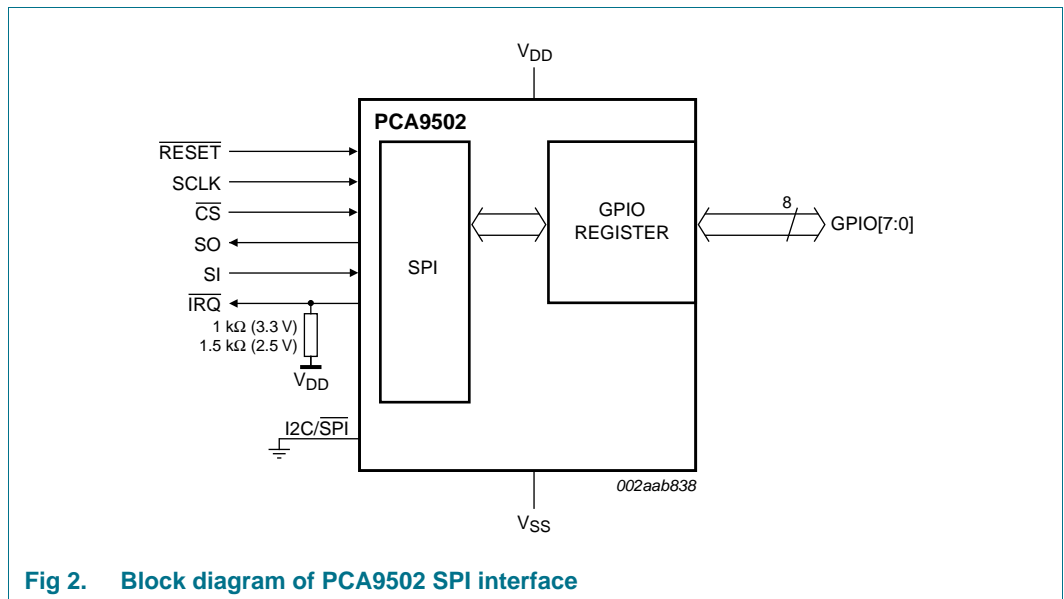 VDD
PCA9502
RESET
SCLK
CS
SO
SI
IRQ
1 kΩ (3.3 V)
1.5 kΩ (2.5 V)
VDD
I2C/SPI
SPI
GPIO
REGISTER
8
GPIO[7:0]
002aab838
VSS
Fig 2. Block diagram of PCA9502 SPI interface